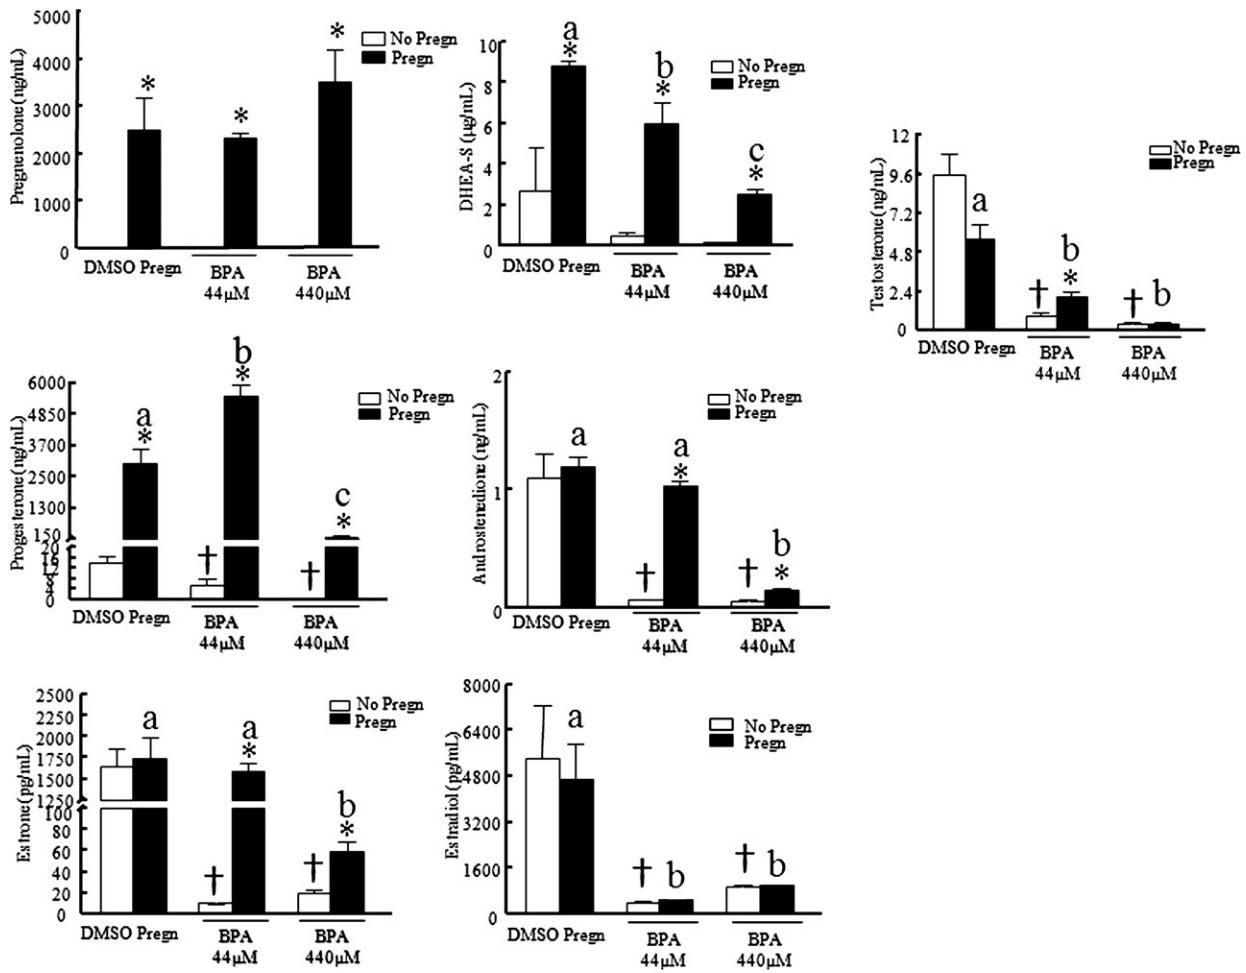 Pregnenolone (ng/mL)
5000
4000
3000
2000
1000
0
*
*
*
No Pregn
Pregn
DMSO Pregn
BPA
44µM
BPA
440µM
DHEA-S (µg/mL)
10
8
6
4
2
0
a
*
b
*
c
*
No Pregn
Pregn
DMSO Pregn
BPA
44µM
BPA
440µM
Testosterone (ng/mL)
12
9.6
7.2
4.8
2.4
0
a
†
b
*
†
b
No Pregn
Pregn
DMSO Pregn
BPA
44µM
BPA
440µM
Progesterone (ng/mL)
6000
4850
3700
2500
1300
150
20
16
12
8
4
0
a
*
†
b
*
†
c
*
No Pregn
Pregn
DMSO Pregn
BPA
44µM
BPA
440µM
Androstenedione (ng/mL)
2
1
0
a
†
a
*
†
b
*
No Pregn
Pregn
DMSO Pregn
BPA
44µM
BPA
440µM
Estrone (pg/mL)
2500
2250
2000
1750
1500
1250
100
80
60
40
20
0
a
†
a
*
†
b
*
No Pregn
Pregn
DMSO Pregn
BPA
44µM
BPA
440µM
Estradiol (pg/mL)
8000
6400
4800
3200
1600
0
a
†
b
†
b
No Pregn
Pregn
DMSO Pregn
BPA
44µM
BPA
440µM